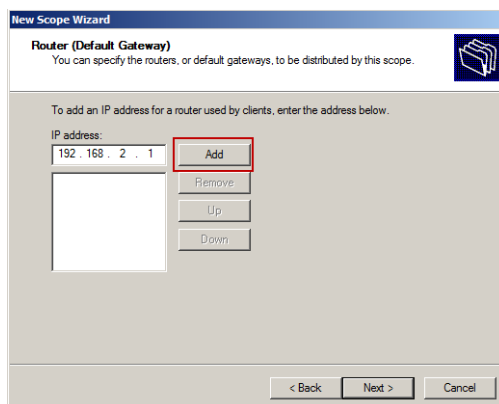 New Scope Wizard
Router (Default Gateway)
You can specify the routers, or default gateways, to be distributed by this scope.
To add an IP address for a router used by clients, enter the address below.
IP address:
192 . 168 . 2 . 1 Add
Remove
Up
Down
< Back Next > Cancel